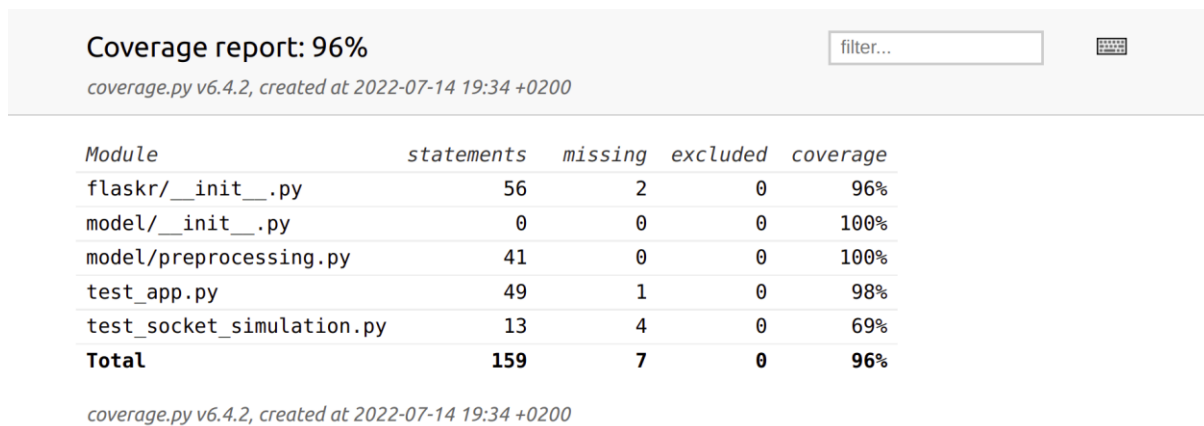 Coverage report: 96%
filter...
coverage.py v6.4.2, created at 2022-07-14 19:34 +0200
Module statements missing excluded coverage
flaskr/__init__.py 56 2 0 96%
model/__init__.py 0 0 0 100%
model/preprocessing.py 41 0 0 100%
test_app.py 49 1 0 98%
test_socket_simulation.py 13 4 0 69%
Total 159 7 0 96%
coverage.py v6.4.2, created at 2022-07-14 19:34 +0200